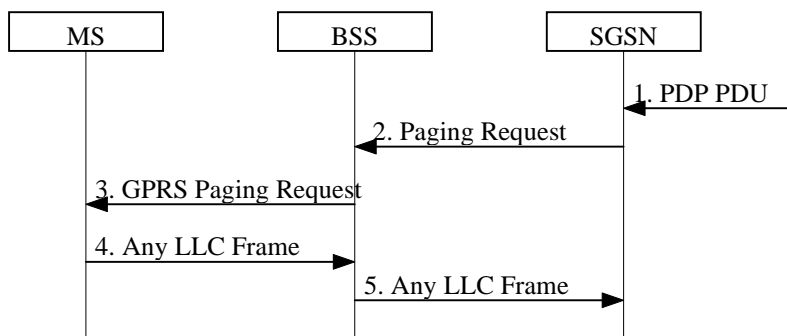 MS
BSS
SGSN
1. PDP PDU
2. Paging Request
3. GPRS Paging Request
4. Any LLC Frame
5. Any LLC Frame